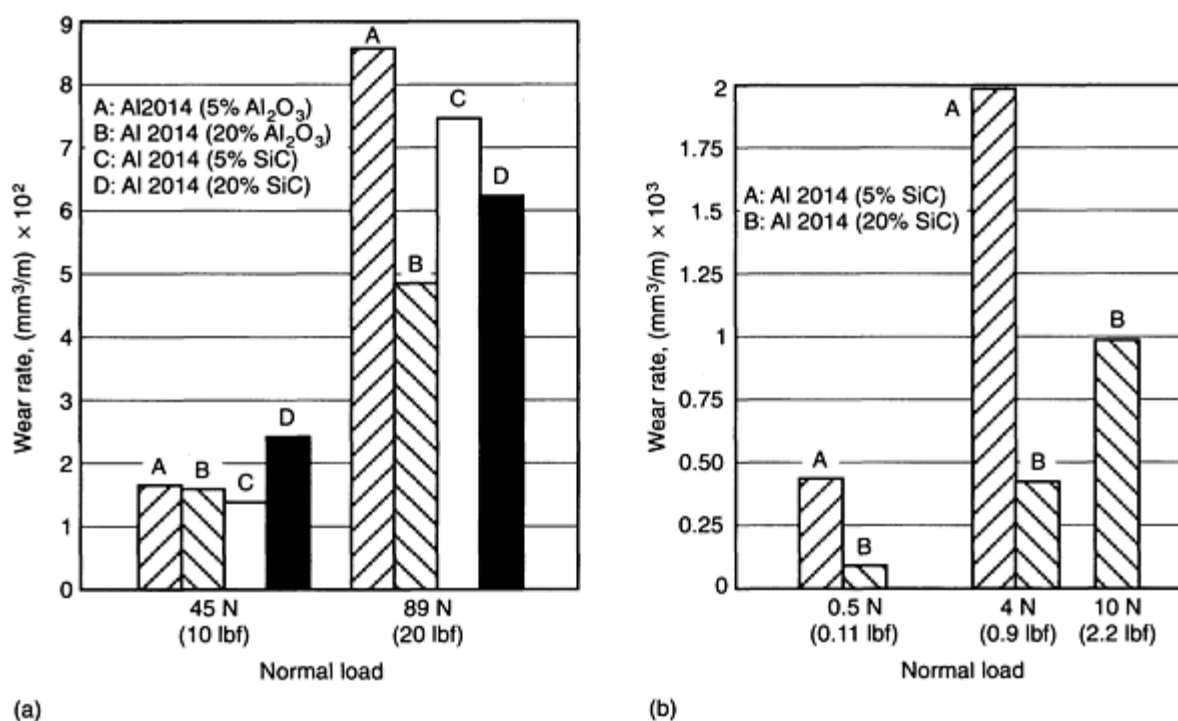 Wear rate, (mm³/m) × 10²
9
8
7
6
5
4
3
2
1
0
A: Al2014 (5% Al₂O₃)
B: Al 2014 (20% Al₂O₃)
C: Al 2014 (5% SiC)
D: Al 2014 (20% SiC)
A
B
C
D
A
B
C
D
45 N
(10 lbf)
89 N
(20 lbf)
Normal load
(a)
Wear rate, (mm³/m) × 10³
2
1.75
1.5
1.25
1
0.75
0.50
0.25
0
A: Al 2014 (5% SiC)
B: Al 2014 (20% SiC)
A
B
A
B
B
0.5 N
(0.11 lbf)
4 N
(0.9 lbf)
10 N
(2.2 lbf)
Normal load
(b)